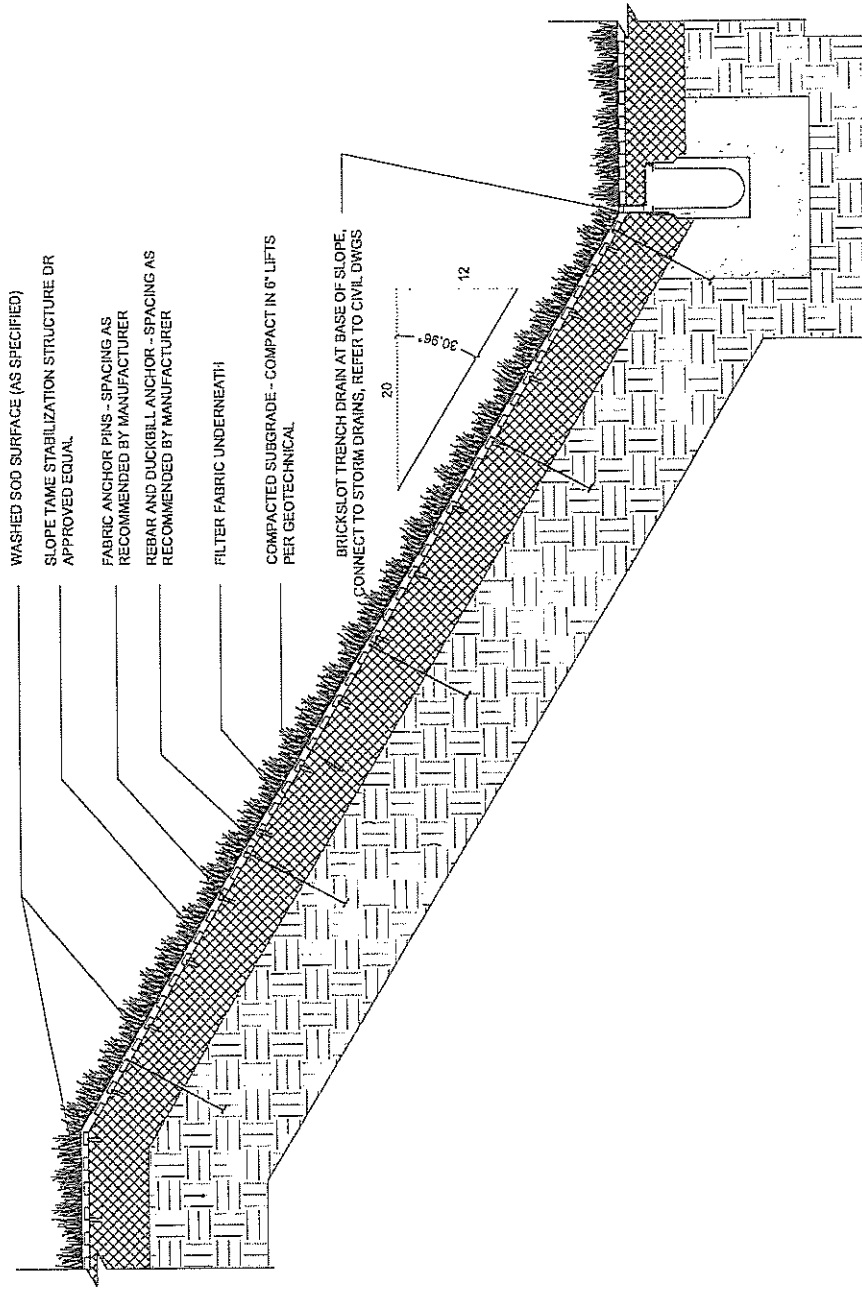 WASHED SOD SURFACE (AS SPECIFIED)
SLOPE TAME STABILIZATION STRUCTURE OR
APPROVED EQUAL
FABRIC ANCHOR PINS - SPACING AS
RECOMMENDED BY MANUFACTURER
REBAR AND DUCKBILL ANCHOR - SPACING AS
RECOMMENDED BY MANUFACTURER
FILTER FABRIC UNDERNEATH
COMPACTED SUBGRADE - COMPACT IN 6" LIFTS
PER GEOTECHNICAL
BRICKSLOT TRENCH DRAIN AT BASE OF SLOPE,
CONNECT TO STORM DRAINS, REFER TO CIVIL DWGS
20
30.96°
12